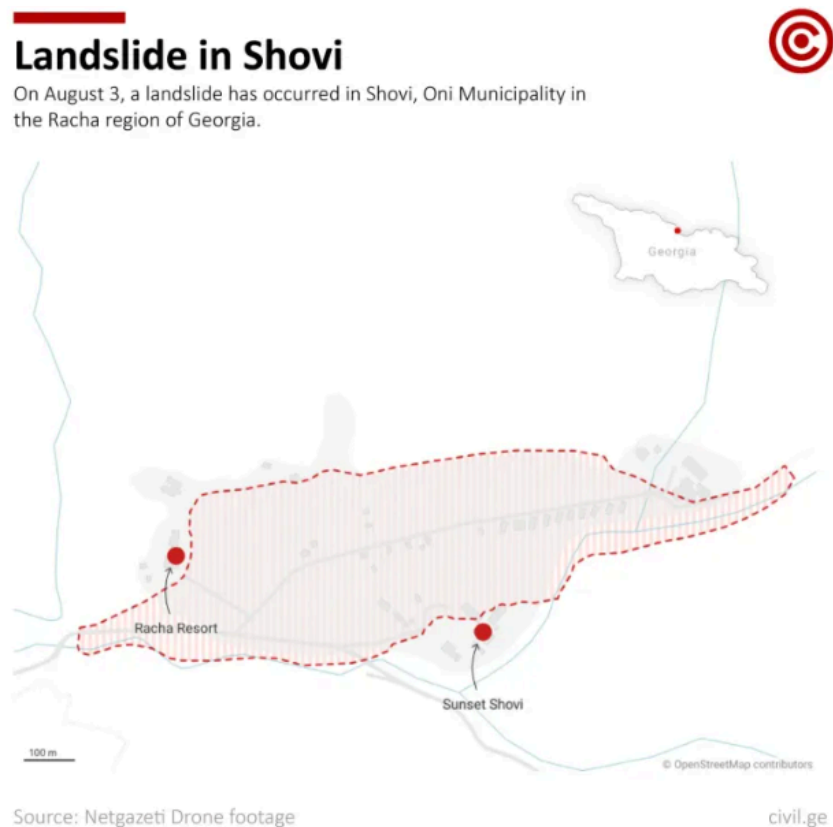 Landslide in Shovi
On August 3, a landslide has occurred in Shovi, Oni Municipality in
the Racha region of Georgia.
Georgia
Racha Resort
Sunset Shovi
100 m
© OpenStreetMap contributors
Source: Netgazeti Drone footage
civil.ge